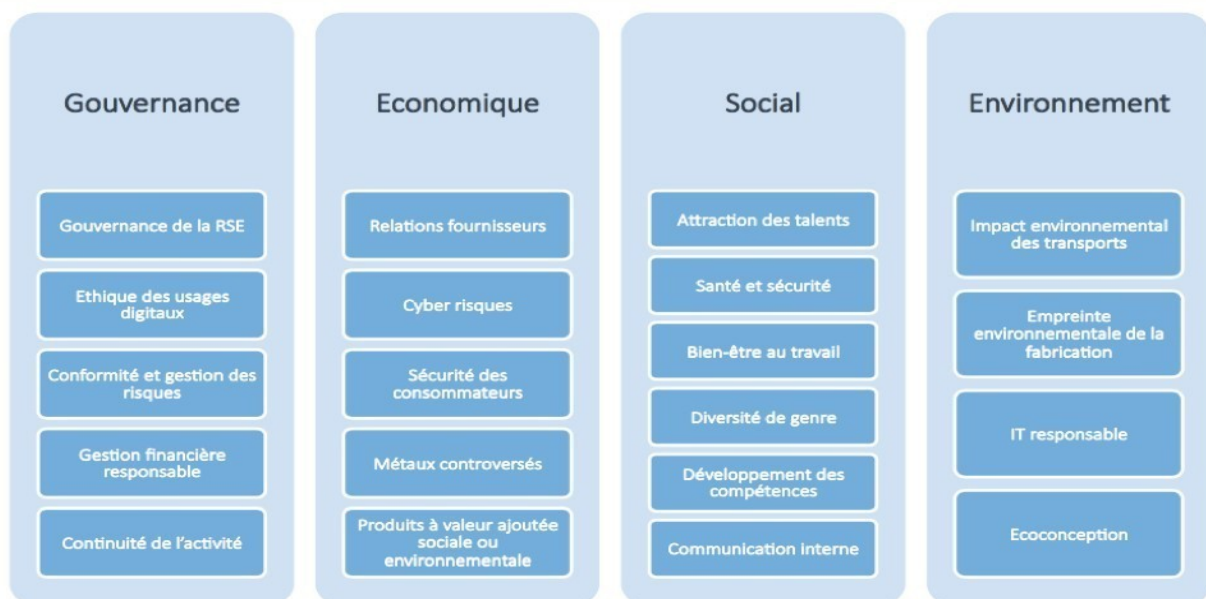 Gouvernance
Gouvernance de la RSE
Ethique des usages
digitaux
Conformité et gestion des
risques
Gestion financière
responsable
Continuité de l'activité
Economique
Relations fournisseurs
Cyber risques
Sécurité des
consommateurs
Métaux controversés
Produits à valeur ajoutée
sociale ou
environnementale
Social
Attraction des talents
Santé et sécurité
Bien-être au travail
Diversité de genre
Développement des
compétences
Communication interne
Environnement
Impact environnemental
des transports
Empreinte
environnementale de la
fabrication
IT responsable
Ecoconception